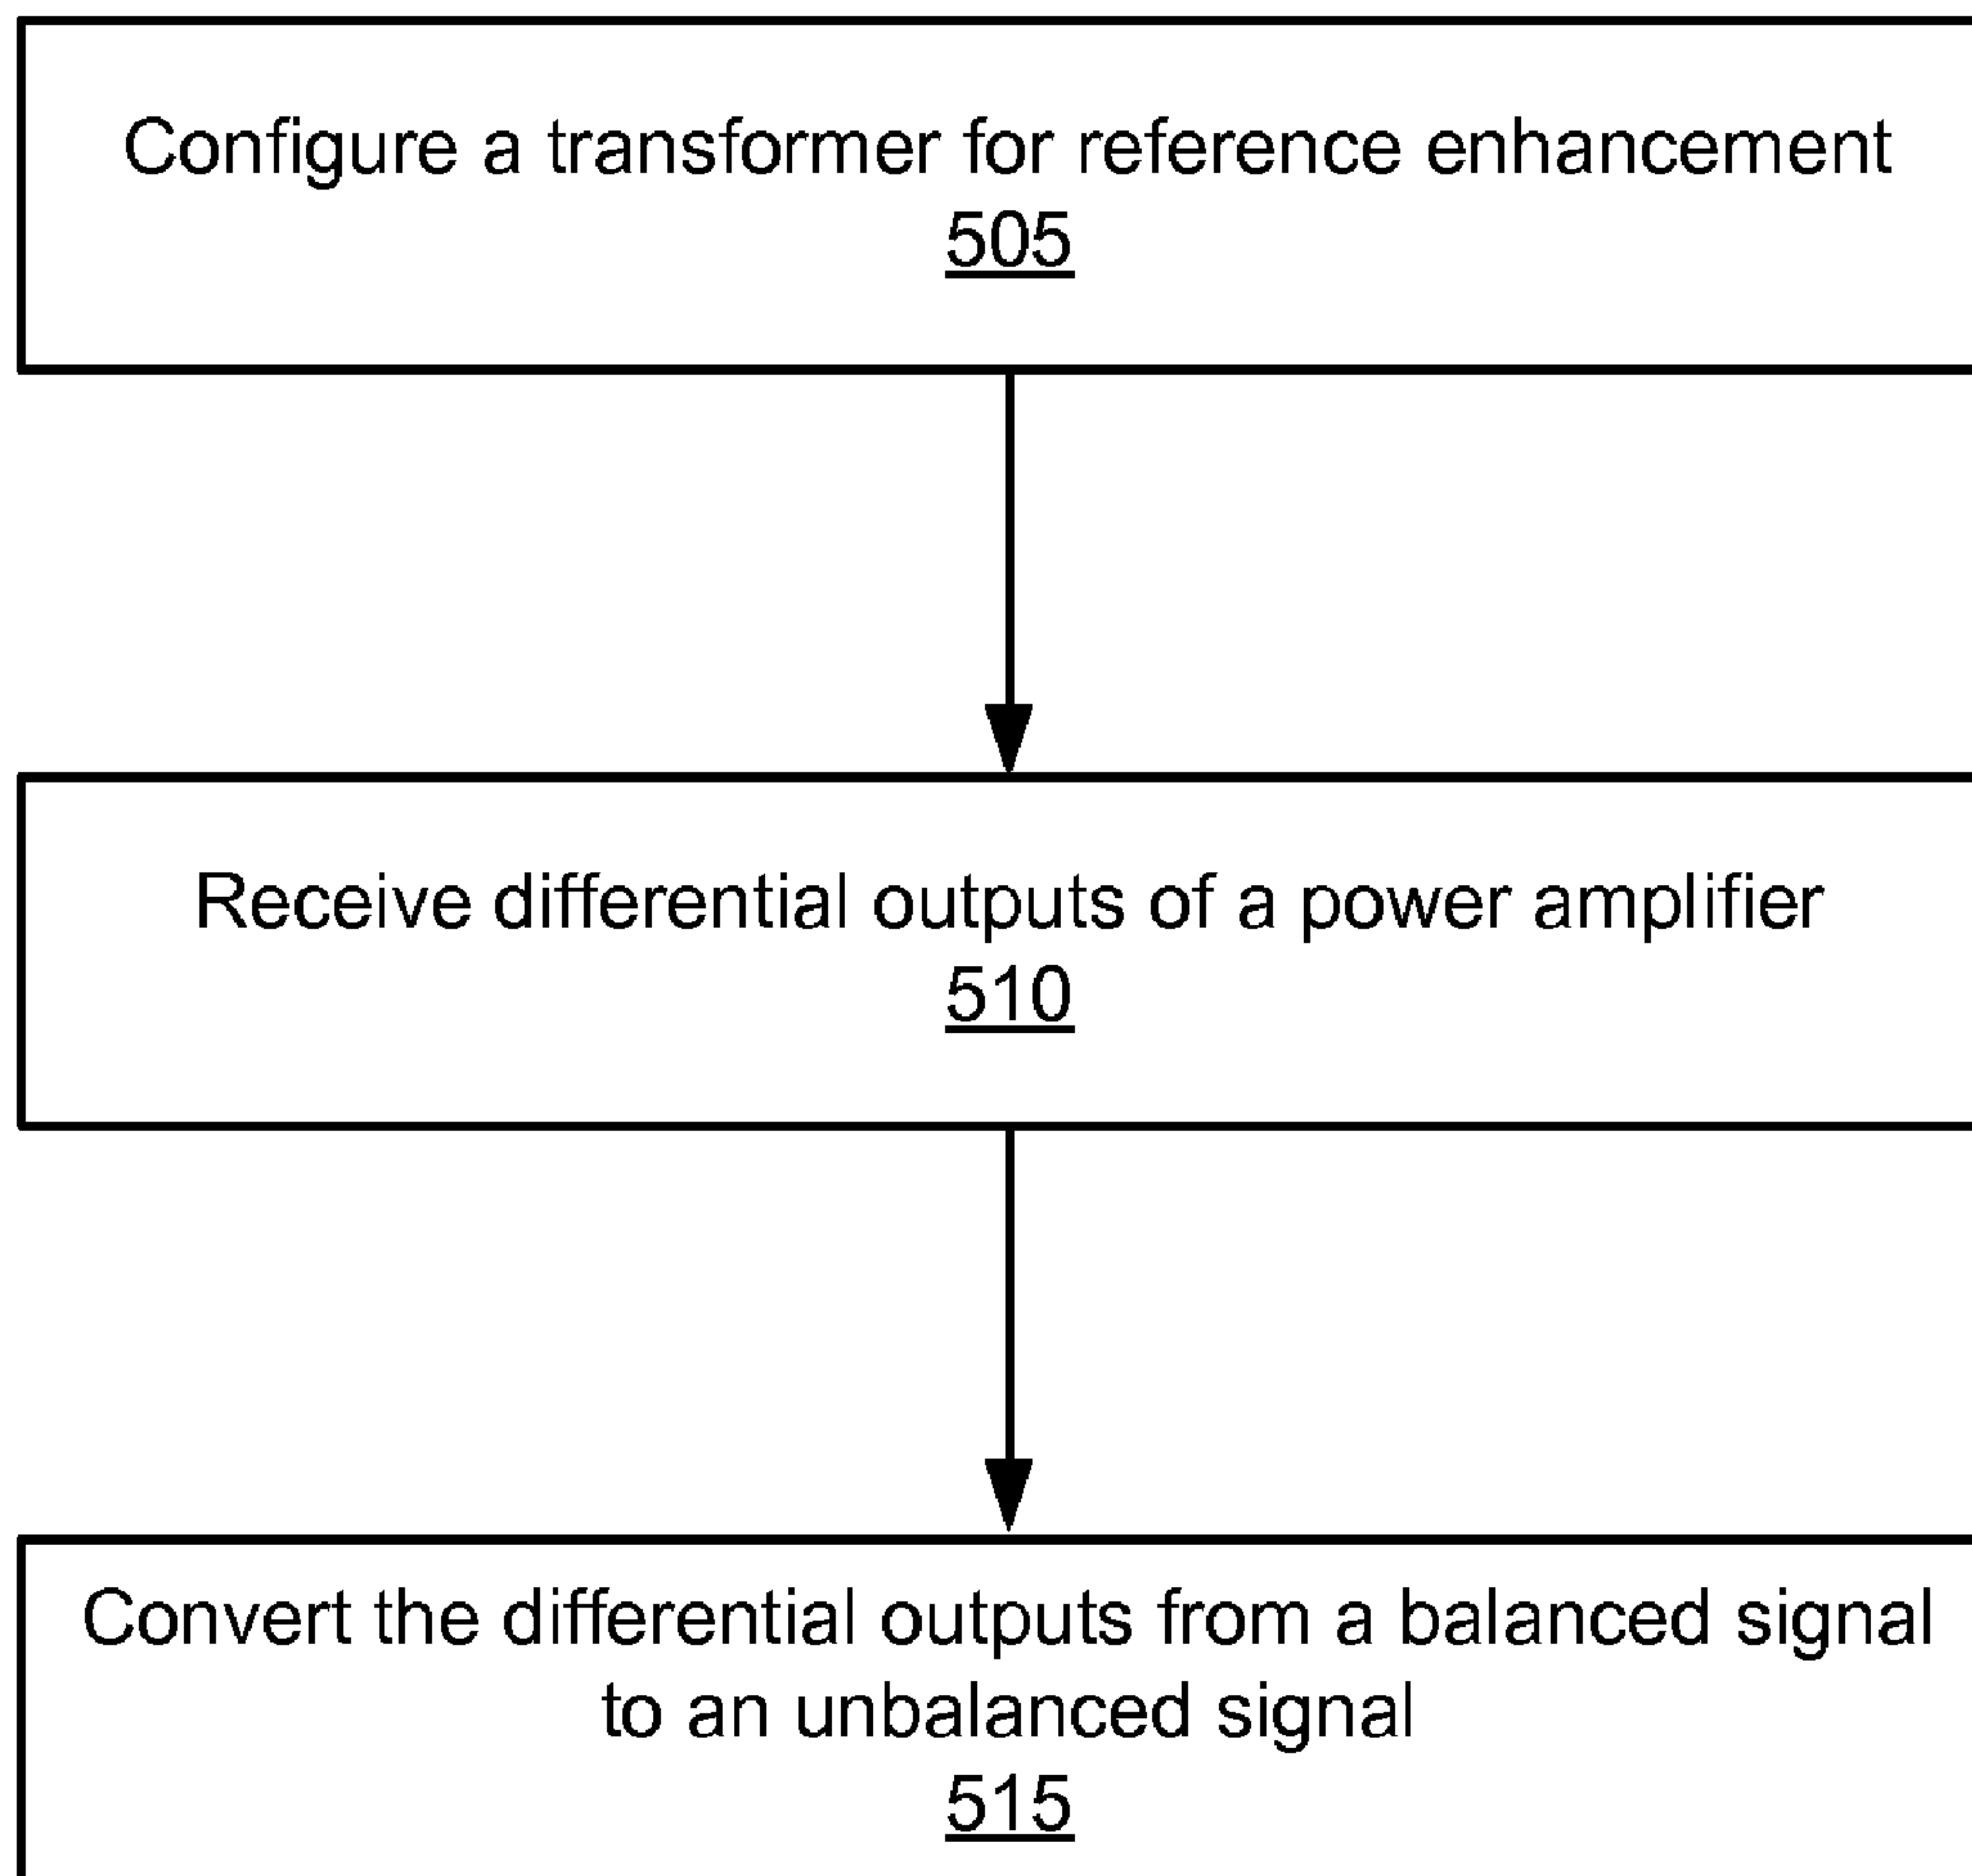 Configure a transformer for reference enhancement
505
Receive differential outputs of a power amplifier
510
Convert the differential outputs from a balanced signal
to an unbalanced signal
515